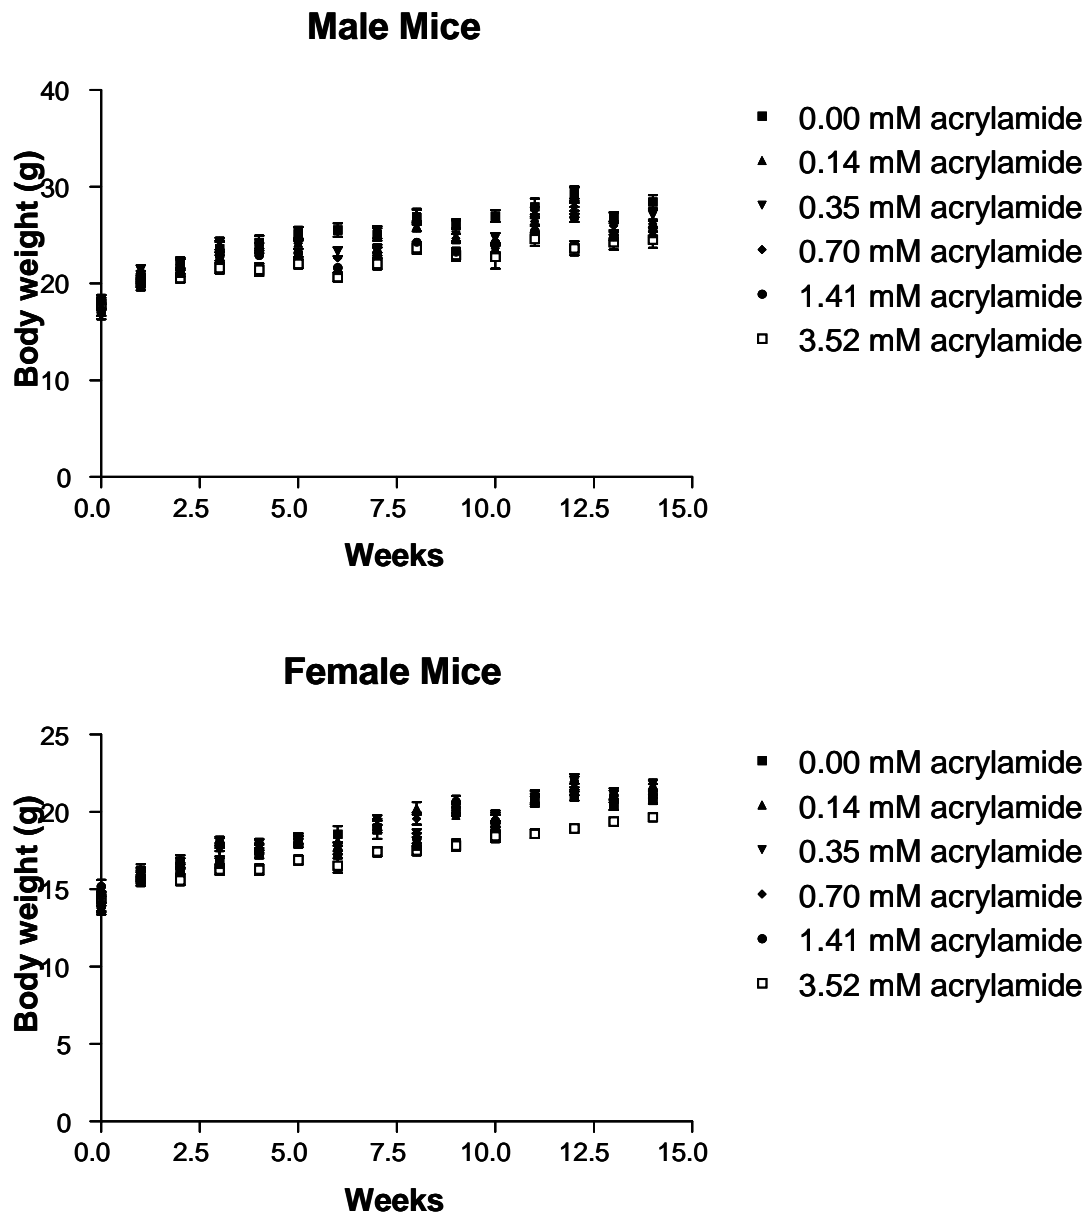 Male Mice
40
30
20
10
0
Body weight (g)
0.0 2.5 5.0 7.5 10.0 12.5 15.0
Weeks
0.00 mM acrylamide
0.14 mM acrylamide
0.35 mM acrylamide
0.70 mM acrylamide
1.41 mM acrylamide
3.52 mM acrylamide
Female Mice
25
20
15
10
5
0
Body weight (g)
0.0 2.5 5.0 7.5 10.0 12.5 15.0
Weeks
0.00 mM acrylamide
0.14 mM acrylamide
0.35 mM acrylamide
0.70 mM acrylamide
1.41 mM acrylamide
3.52 mM acrylamide